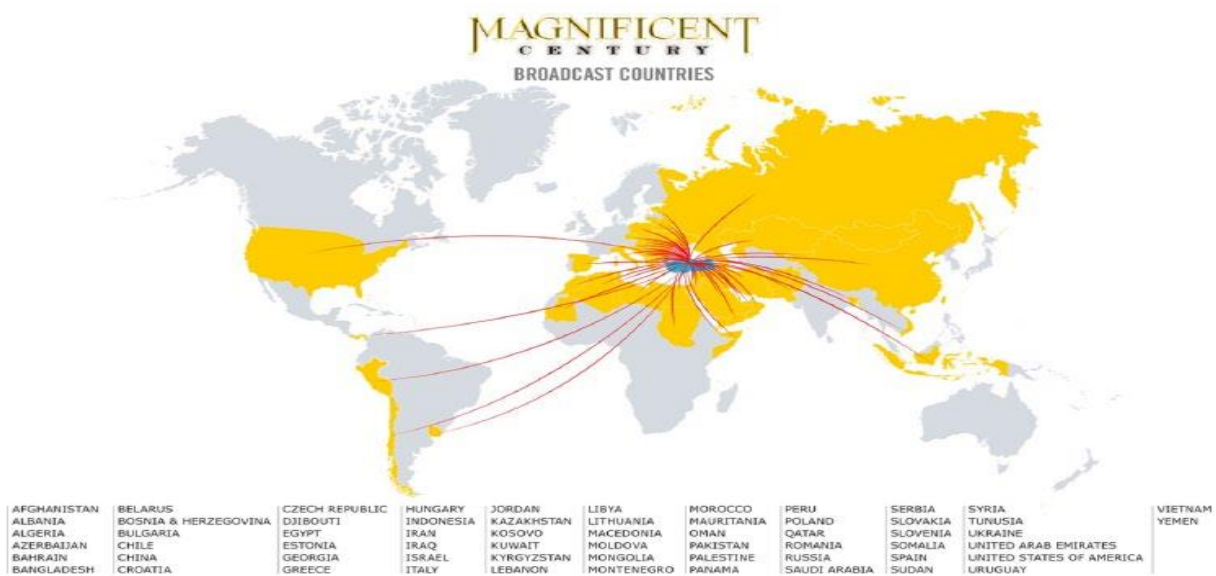 MAGNIFICENT
CENTURY
BROADCAST COUNTRIES
AFGHANISTAN
ALBANIA
ALGERIA
AZERBAIJAN
BAHRAIN
BANGLADESH
BELARUS
BOSNIA & HERZEGOVINA
BULGARIA
CHILE
CHINA
CROATIA
CZECH REPUBLIC
DJIBOUTI
EGYPT
ESTONIA
GEORGIA
GREECE
HUNGARY
INDONESIA
IRAN
IRAQ
ISRAEL
ITALY
JORDAN
KAZAKHSTAN
KOSOVO
KUWAIT
KYRGYZSTAN
LEBANON
LIBYA
LITHUANIA
MACEDONIA
MOLDOVA
MONGOLIA
MONTENEGRO
MOROCCO
MAURITANIA
OMAN
PAKISTAN
PALESTINE
PANAMA
PERU
POLAND
QATAR
ROMANIA
RUSSIA
SAUDI ARABIA
SERBIA
SLOVAKIA
SLOVENIA
SOMALIA
SPAIN
SUDAN
SYRIA
TUNUSIA
UKRAINE
UNITED ARAB EMIRATES
UNITED STATES OF AMERICA
URUGUAY
VIETNAM
YEMEN